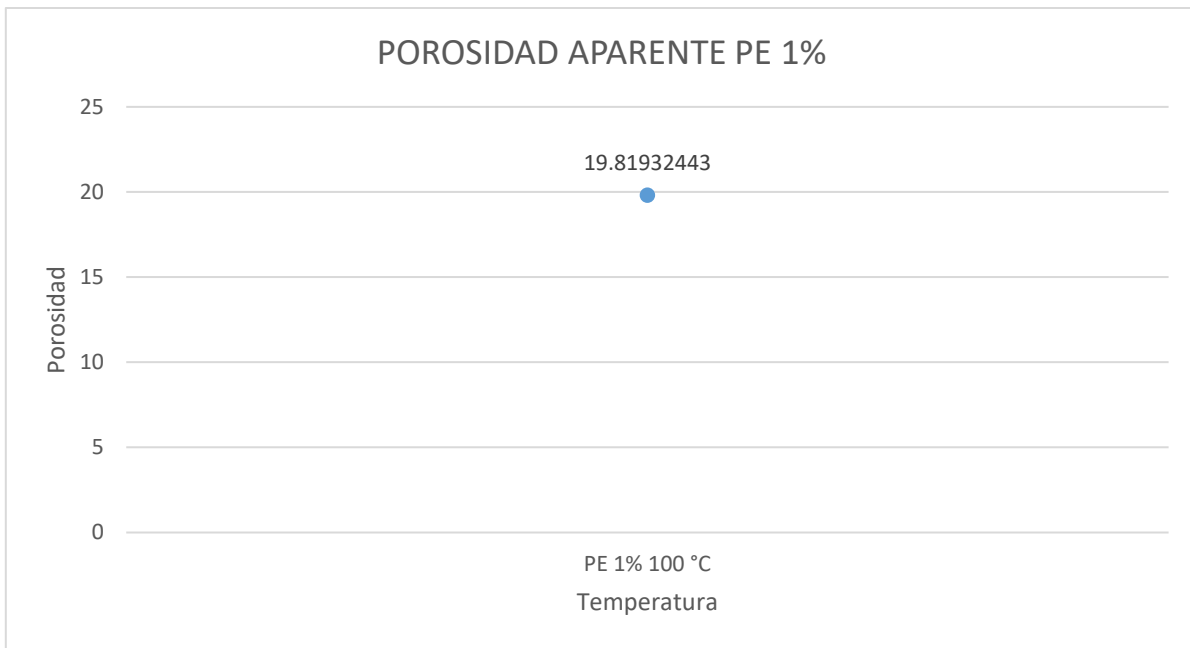 POROSIDAD APARENTE PE 1%
25
19.81932443
20
15
Porosidad
10
5
0
PE 1% 100 °C
Temperatura